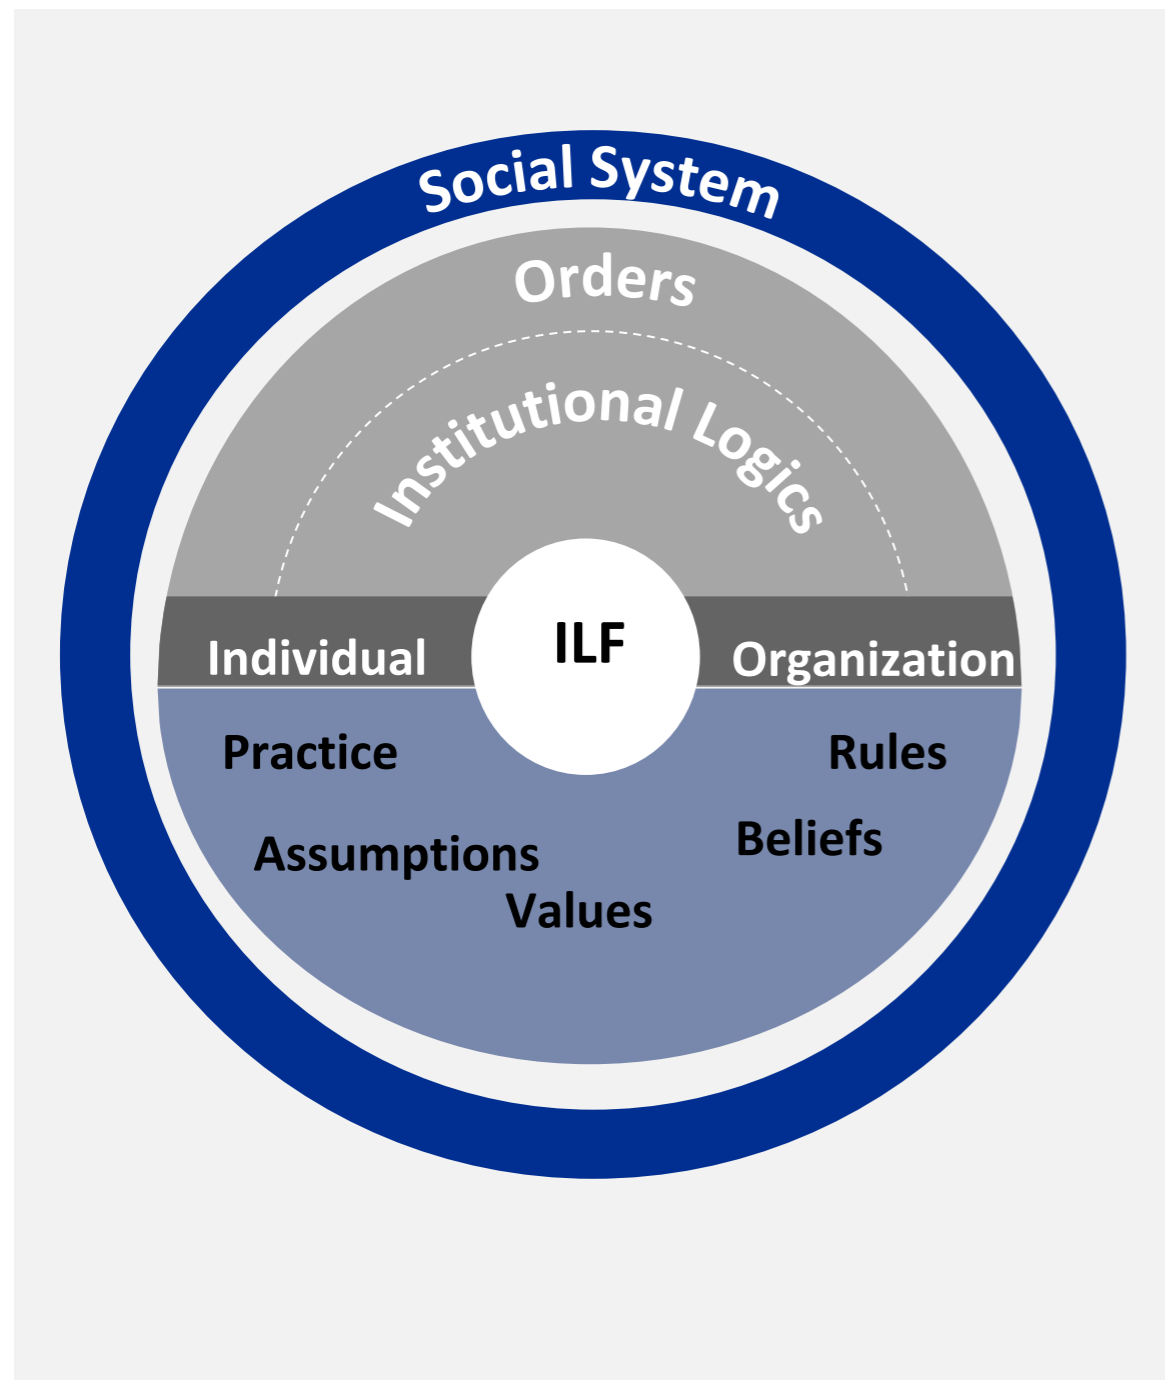 Social System
Orders
Institutional Logics
Individual
ILF
Organization
Practice
Rules
Assumptions
Beliefs
Values